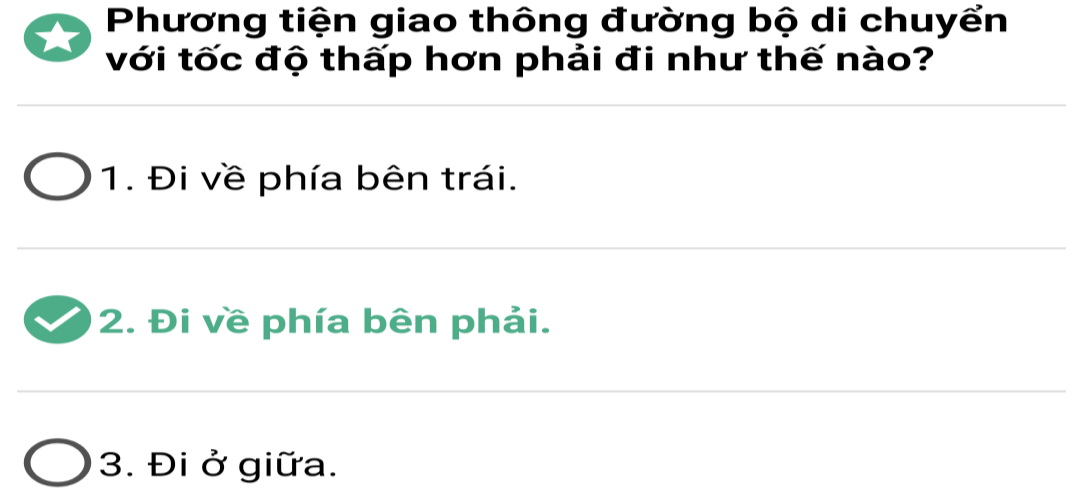 Phương tiện giao thông đường bộ di chuyển
với tốc độ thấp hơn phải đi như thế nào?
1. Đi về phía bên trái.
2. Đi về phía bên phải.
3. Đi ở giữa.